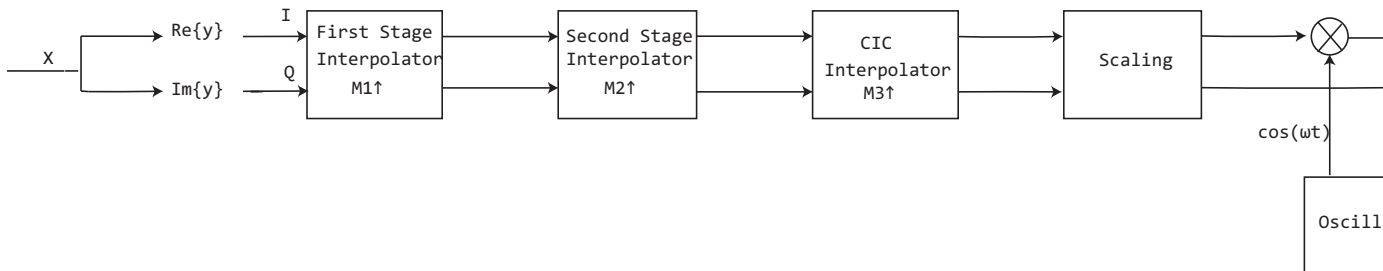 X
Re{y}
Im{y}
I
Q
First Stage
Interpolator
M1↑
Second Stage
Interpolator
M2↑
CIC
Interpolator
M3↑
Scaling
cos(ωt)
Oscill